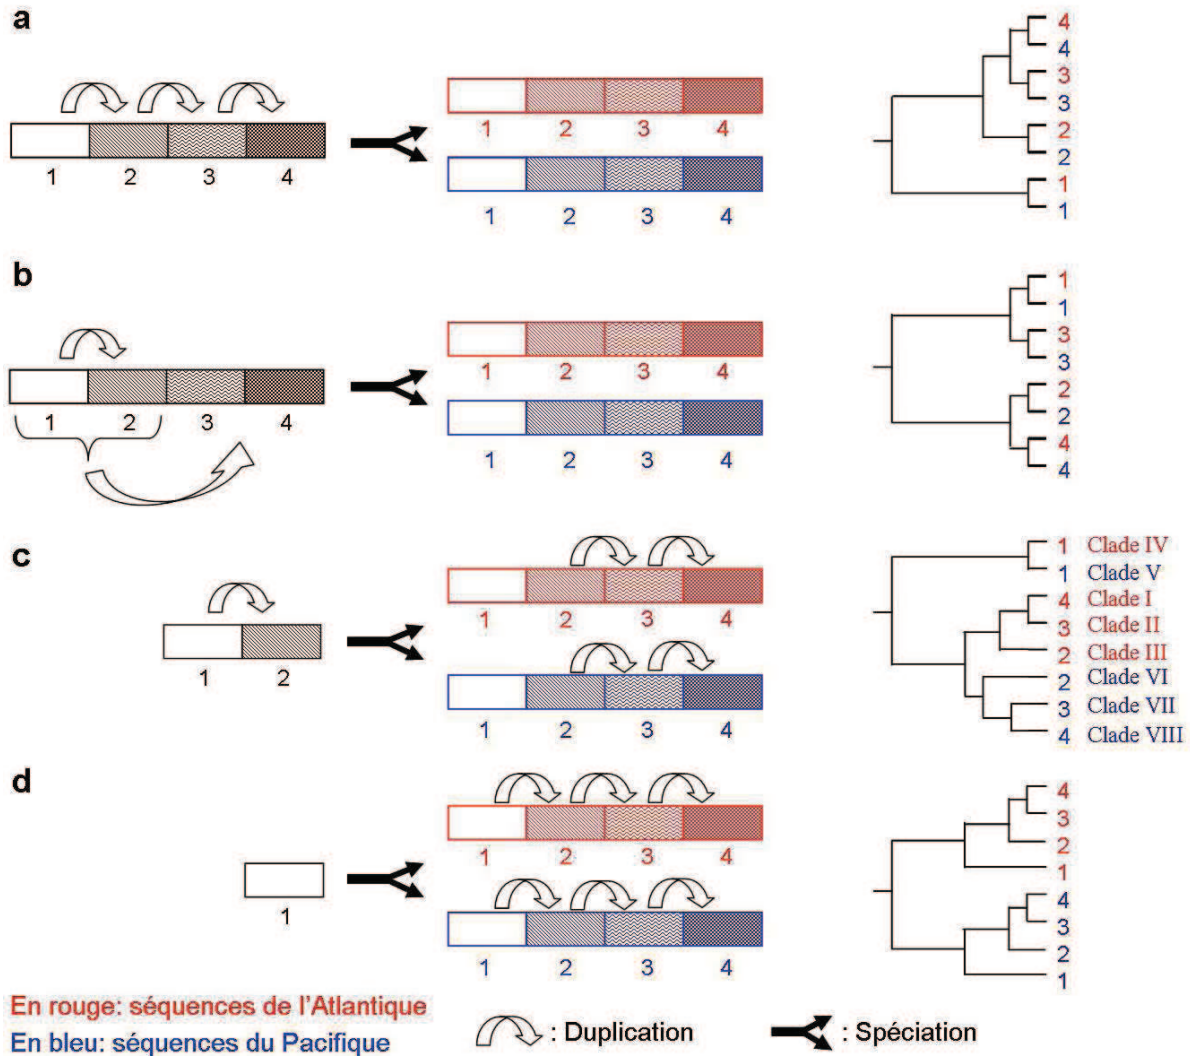 a
1 2 3 4
1 2 3 4
1 2 3 4
4
4
3
3
2
2
1
1
b
1 2 3 4
1 2 3 4
1 2 3 4
1
1
3
3
2
2
4
4
c
1 2
1 2 3 4
1 2 3 4
1 Clade IV
1 Clade V
4 Clade I
3 Clade II
2 Clade III
2 Clade VI
3 Clade VII
4 Clade VIII
d
1
1 2 3 4
1 2 3 4
4
3
2
1
4
3
2
1
En rouge: séquences de l'Atlantique
En bleu: séquences du Pacifique
: Duplication
: Spéciation